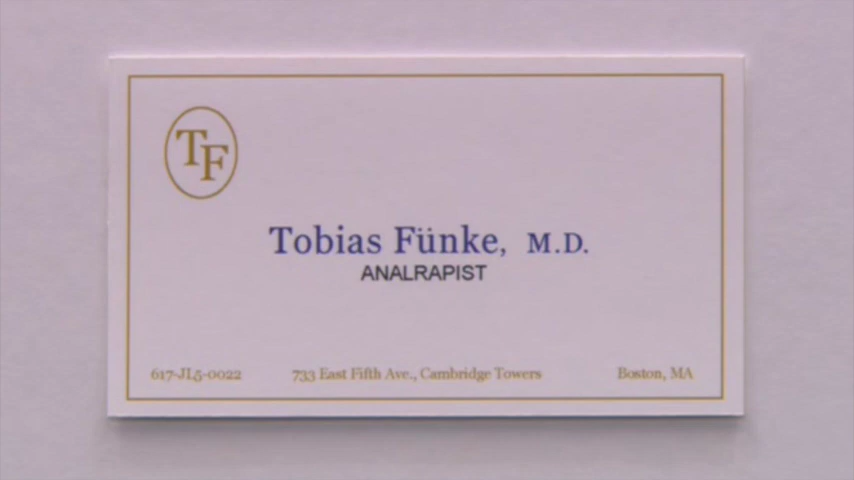 TF
Tobias Fünke, M.D.
ANALRAPIST
617-JL5-0022 733 East Fifth Ave., Cambridge Towers Boston, MA